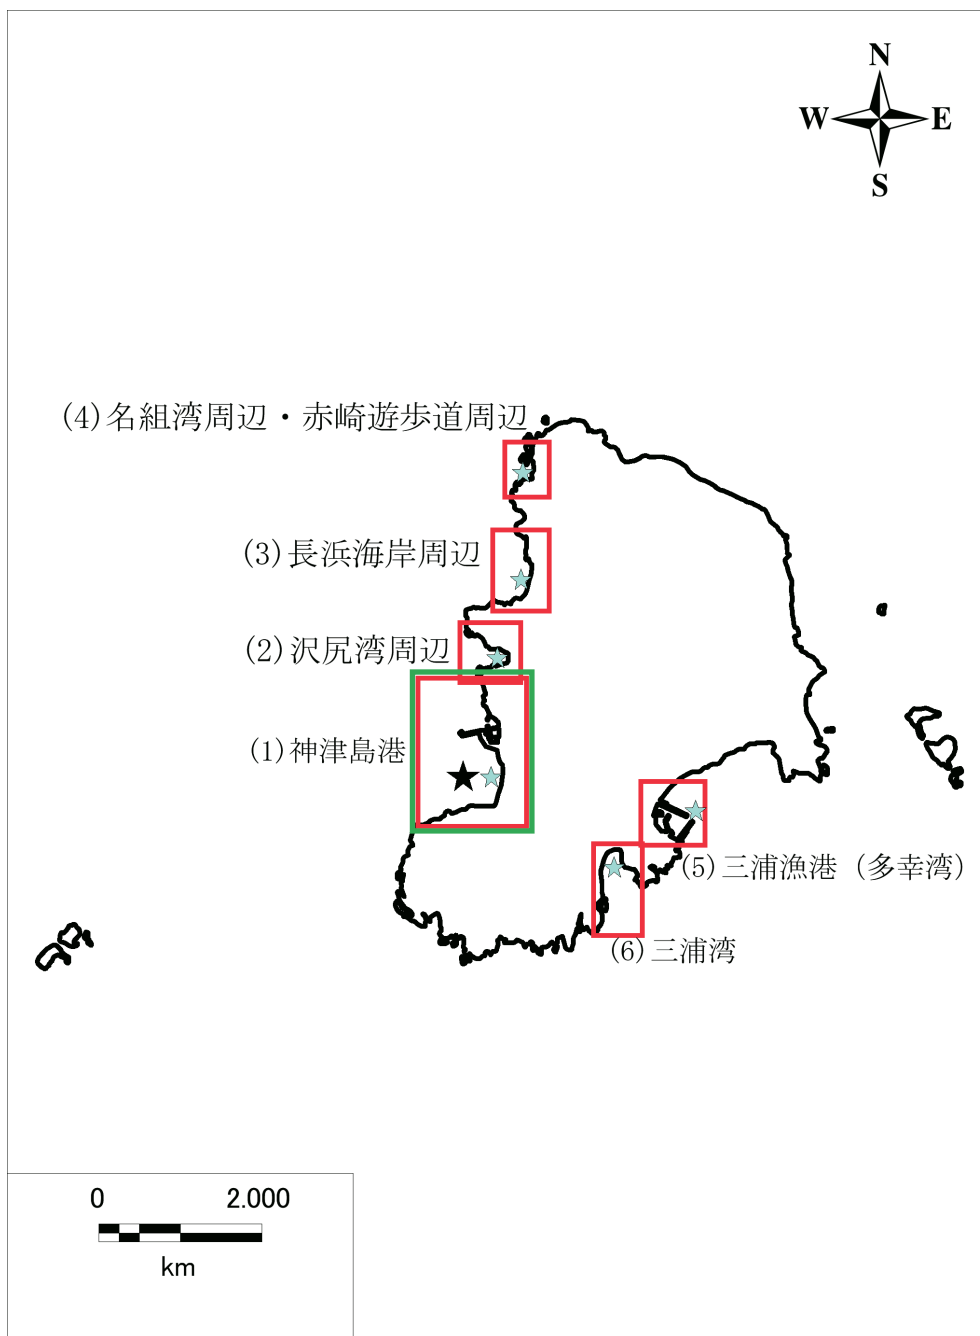 N
W E
S
(4)名組湾周辺・赤崎遊歩道周辺
(3)長浜海岸周辺
(2)沢尻湾周辺
(1)神津島港
(5)三浦漁港（多幸湾）
(6)三浦湾
0 2.000
km